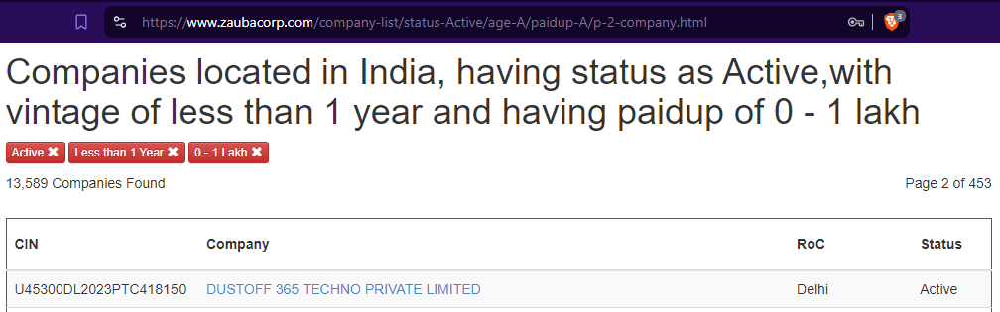 https://www.zaubacorp.com/company-list/status-Active/age-A/paidup-A/p-2-company.html 3
Companies located in India, having status as Active,with
vintage of less than 1 year and having paidup of 0 - 1 lakh
Active ✖ Less than 1 Year ✖ 0 - 1 Lakh ✖
13,589 Companies Found Page 2 of 453
CIN Company RoC Status
U45300DL2023PTC418150 DUSTOFF 365 TECHNO PRIVATE LIMITED Delhi Active